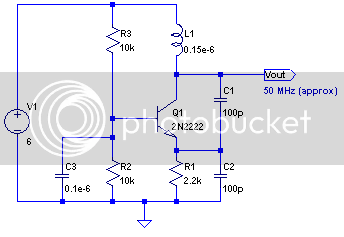 R3
10k
L1
0.15e-6
Vout
50 MHz (approx)
C1
100p
V1
6
Q1
2N2222
photobucket
C3
0.1e-6
R2
10k
R1
2.2k
C2
100p